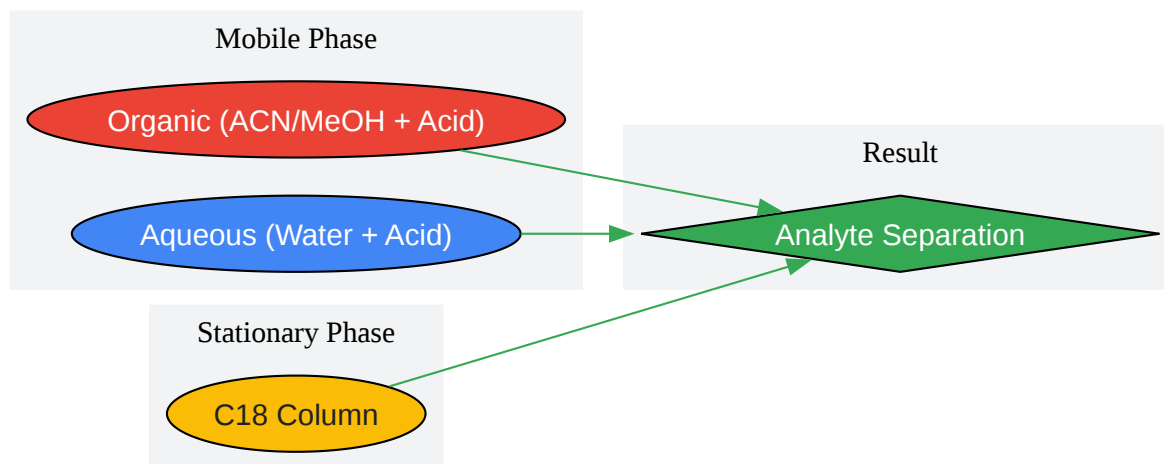 Mobile Phase
Organic (ACN/MeOH + Acid)
Aqueous (Water + Acid)
Stationary Phase
C18 Column
Result
Analyte Separation